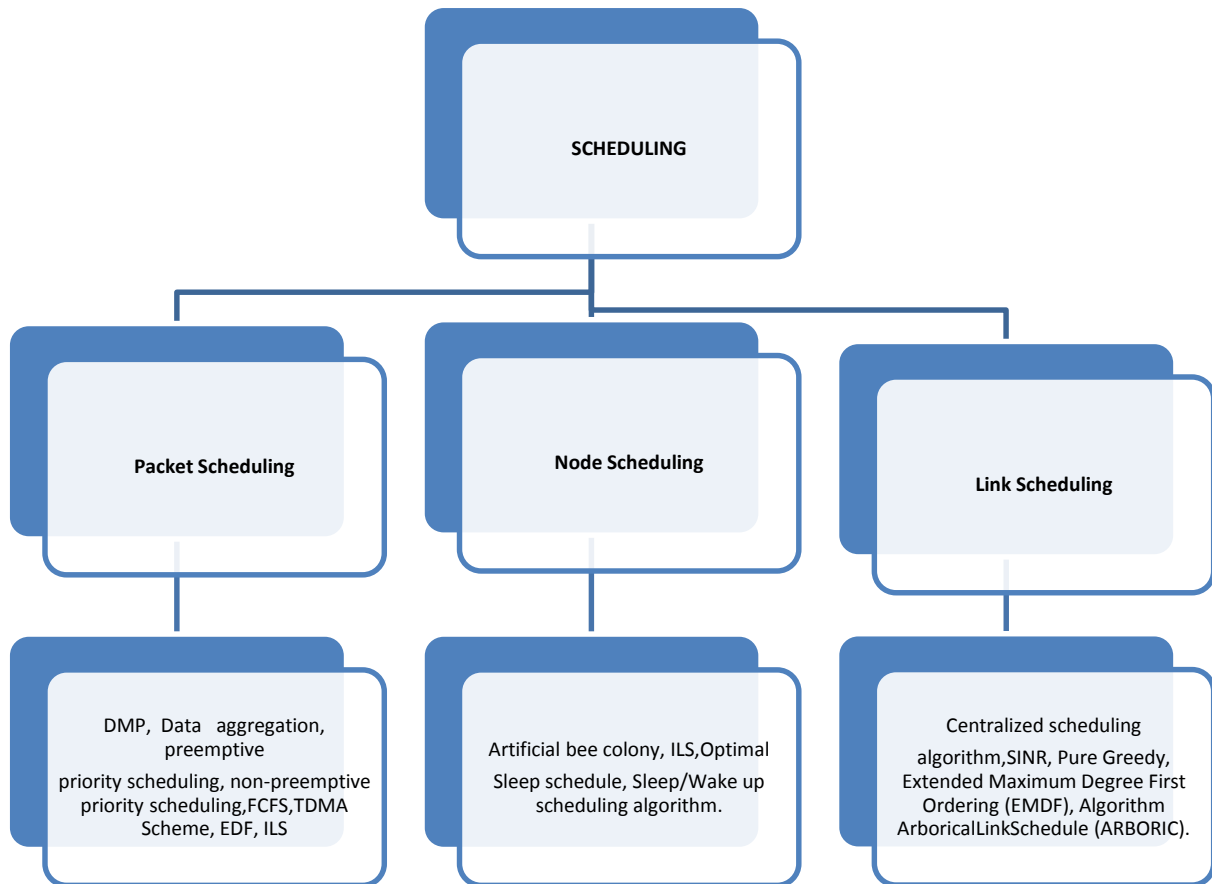 SCHEDULING
Packet Scheduling
Node Scheduling
Link Scheduling
DMP, Data aggregation,
preemptive
priority scheduling, non-preemptive
priority scheduling,FCFS,TDMA
Scheme, EDF, ILS
Artificial bee colony, ILS,Optimal
Sleep schedule, Sleep/Wake up
scheduling algorithm.
Centralized scheduling
algorithm,SINR, Pure Greedy,
Extended Maximum Degree First
Ordering (EMDF), Algorithm
ArboricalLinkSchedule (ARBORIC).